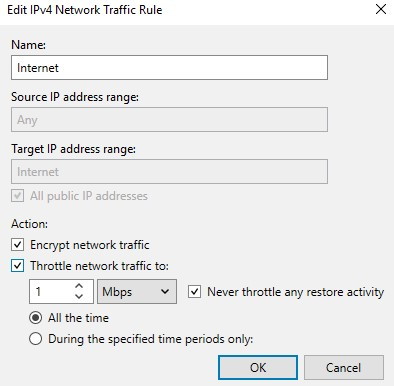 Edit IPv4 Network Traffic Rule
Name:
Internet
Source IP address range:
Any
Target IP address range:
Internet
All public IP addresses
Action:
Encrypt network traffic
Throttle network traffic to:
1 Mbps Never throttle any restore activity
All the time
During the specified time periods only:
OK Cancel